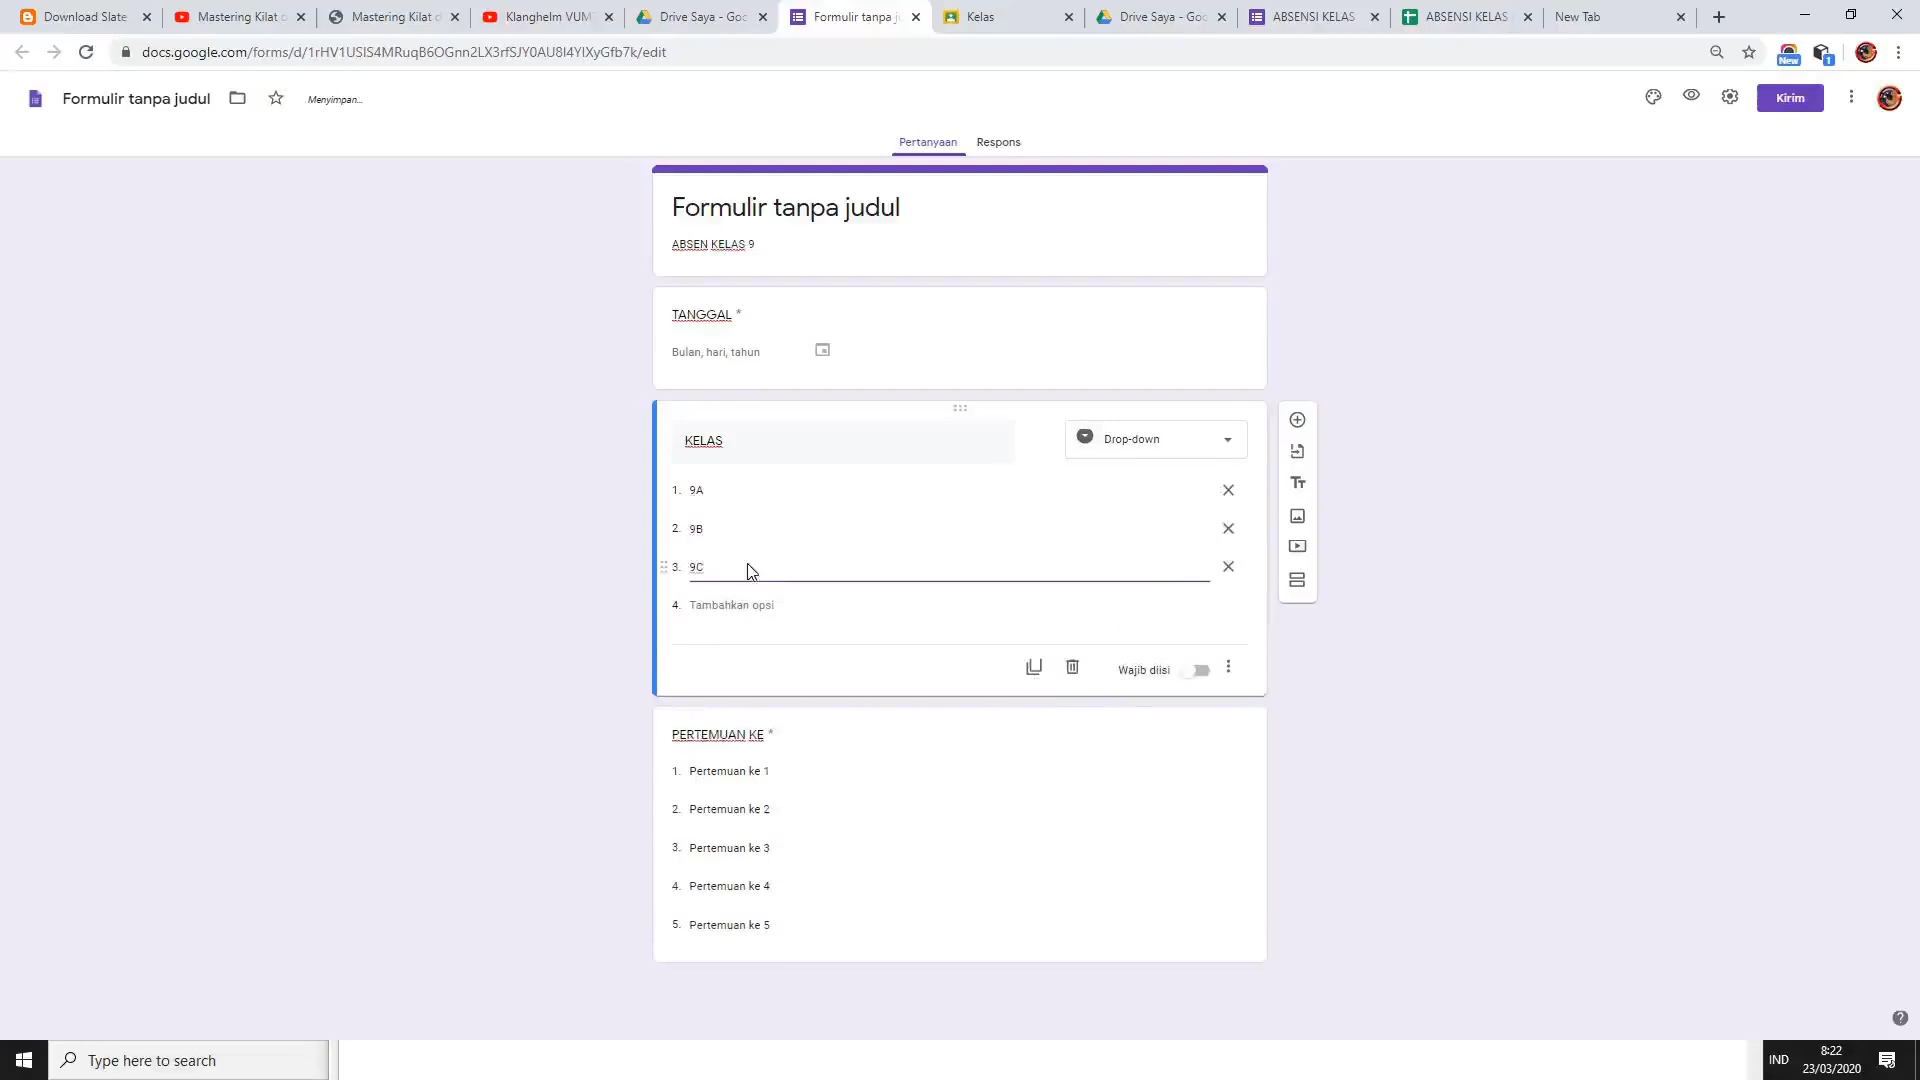 Download Slate
Mastering Kilat
Mastering Kilat d
Klanghelm VUM
Drive Saya - Goo
Formulir tanpa ju
Kelas
Drive Saya - Goo
ABSENSI KELAS
ABSENSI KELAS
New Tab
docs.google.com/forms/d/1rHV1USlS4MRuqB6OGnn2LX3rfSJY0AU8I4YlXyGfb7k/edit
New
1
Formulir tanpa judul
Menyimpan...
Kirim
Pertanyaan
Respons
Formulir tanpa judul
ABSEN KELAS 9
TANGGAL *
Bulan, hari, tahun
KELAS
Drop-down
1. 9A
2. 9B
3. 9C
4. Tambahkan opsi
Wajib diisi
PERTEMUAN KE *
1. Pertemuan ke 1
2. Pertemuan ke 2
3. Pertemuan ke 3
4. Pertemuan ke 4
5. Pertemuan ke 5
Type here to search
IND
8:22
23/03/2020